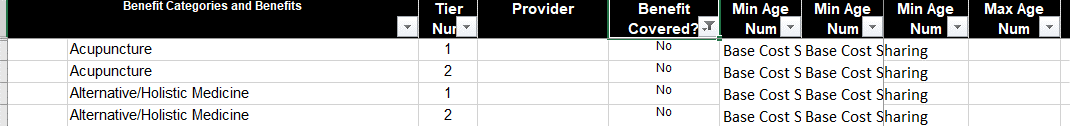 Benefit Categories and Benefits Tier Num Provider Benefit Covered? Min Age Num Min Age Num Min Age Num Max Age Num
Acupuncture 1 No Base Cost S Base Cost Sharing
Acupuncture 2 No Base Cost S Base Cost Sharing
Alternative/Holistic Medicine 1 No Base Cost S Base Cost Sharing
Alternative/Holistic Medicine 2 No Base Cost S Base Cost Sharing